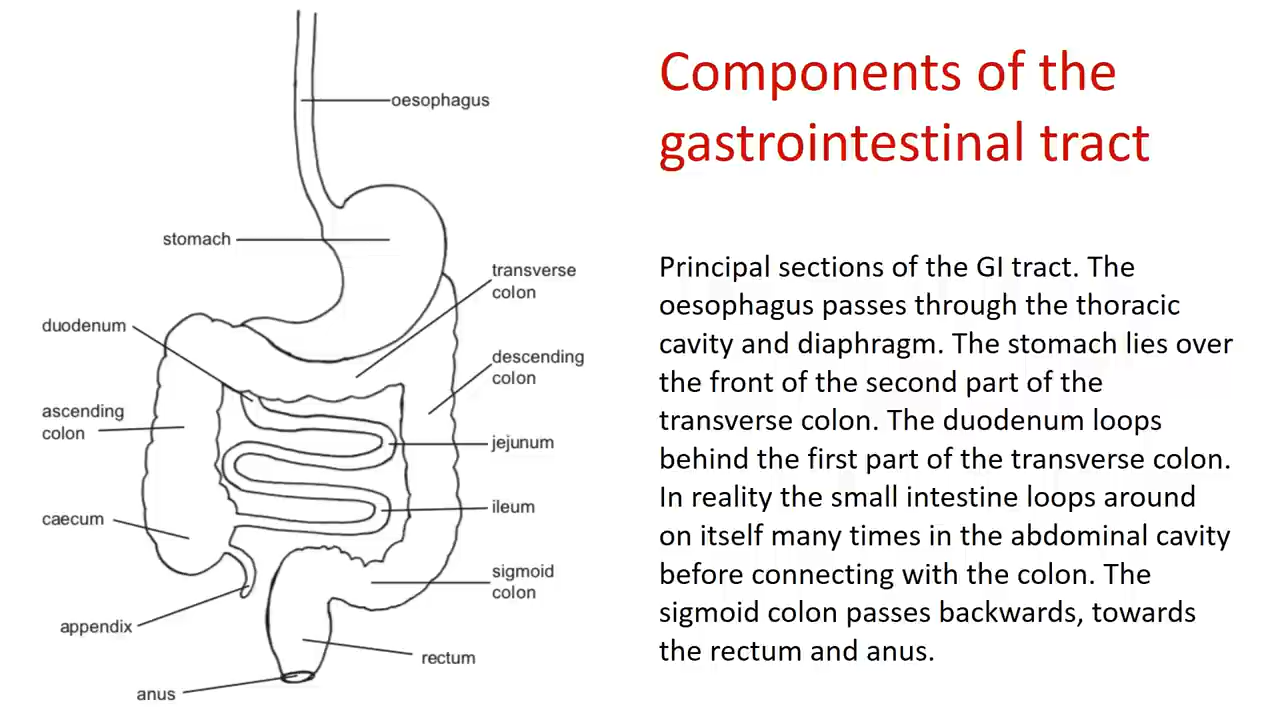 oesophagus
stomach
transverse
colon
duodenum
descending
colon
ascending
colon
jejunum
ileum
caecum
sigmoid
colon
appendix
rectum
anus
Components of the
gastrointestinal tract
Principal sections of the GI tract. The
oesophagus passes through the thoracic
cavity and diaphragm. The stomach lies over
the front of the second part of the
transverse colon. The duodenum loops
behind the first part of the transverse colon.
In reality the small intestine loops around
on itself many times in the abdominal cavity
before connecting with the colon. The
sigmoid colon passes backwards, towards
the rectum and anus.